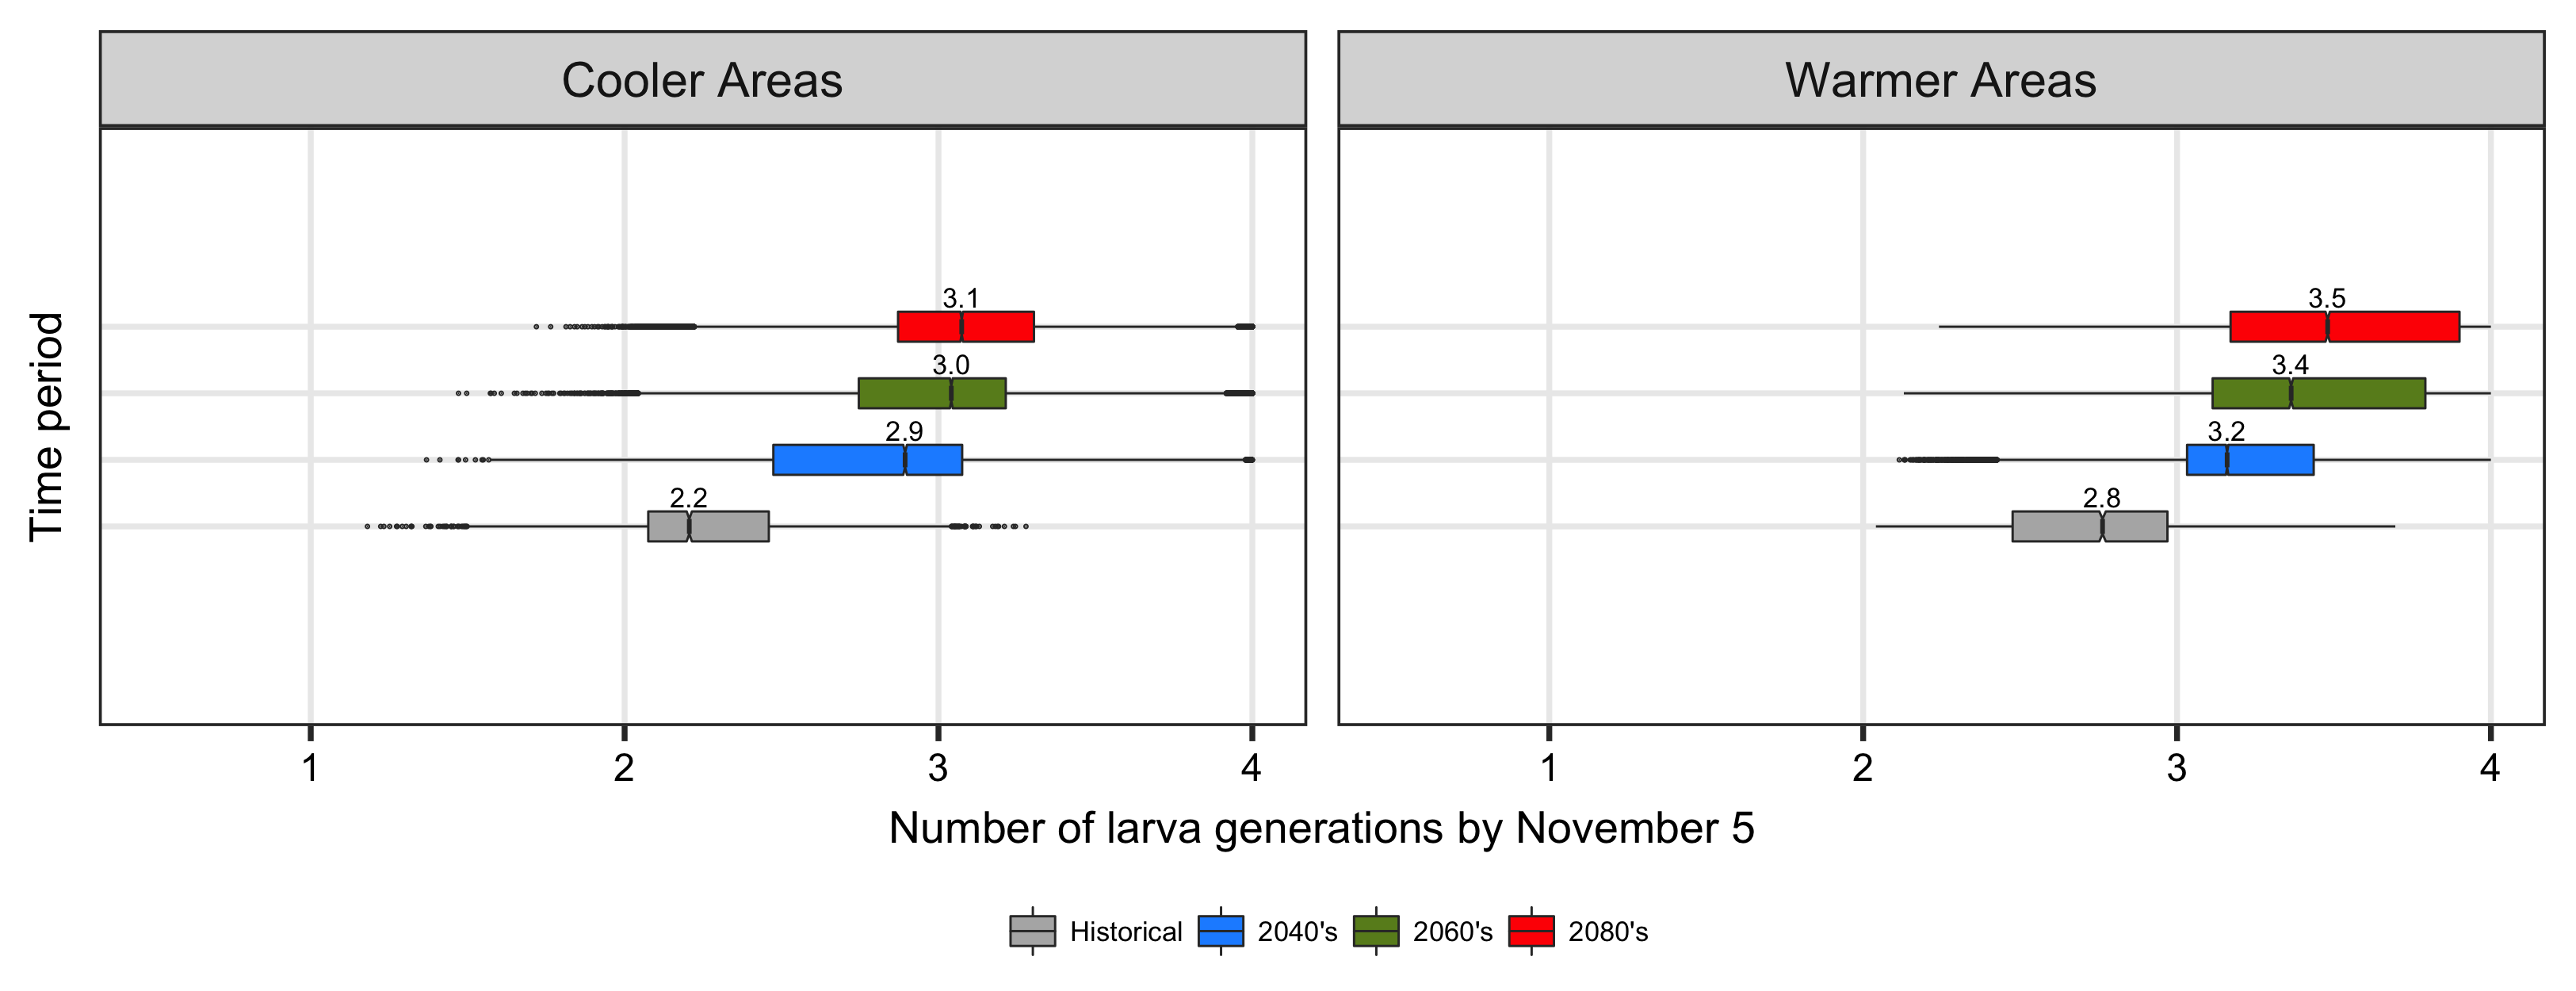 Cooler Areas
Warmer Areas
Time period
3.1
3.0
2.9
2.2
3.5
3.4
3.2
2.8
1 2 3 4
1 2 3 4
Number of larva generations by November 5
Historical 2040's 2060's 2080's